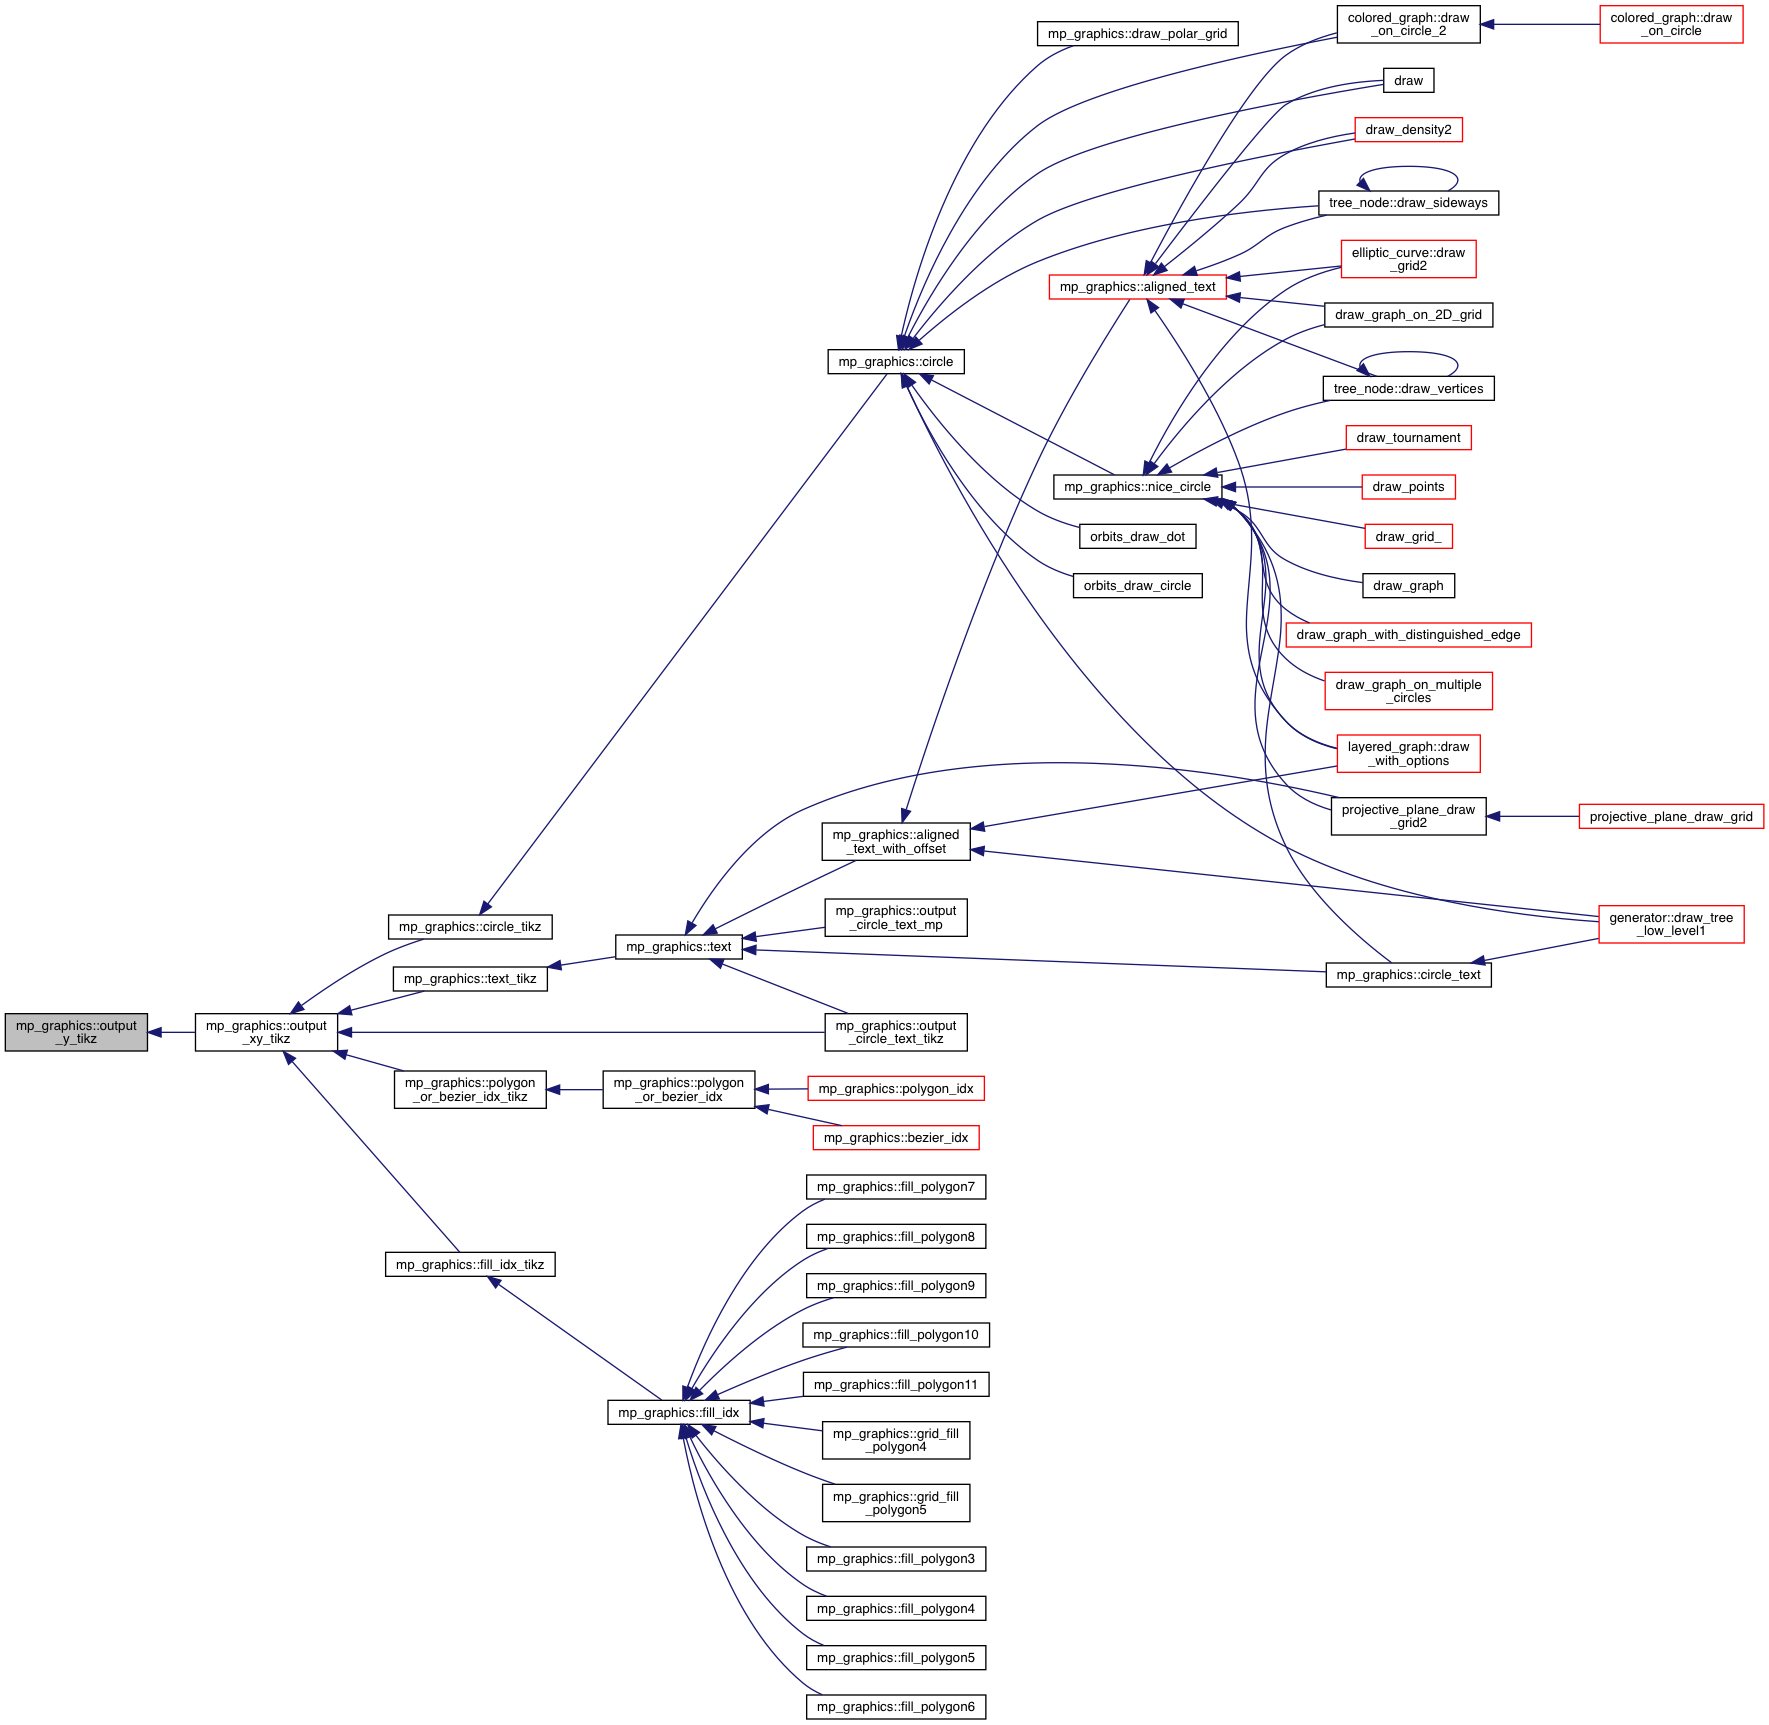 mp_graphics::output
_y_tikz
mp_graphics::output
_xy_tikz
mp_graphics::circle_tikz
mp_graphics::text_tikz
mp_graphics::polygon
_or_bezier_idx_tikz
mp_graphics::fill_idx_tikz
mp_graphics::text
mp_graphics::polygon
_or_bezier_idx
mp_graphics::fill_idx
mp_graphics::circle
mp_graphics::aligned
_text_with_offset
mp_graphics::output
_circle_text_mp
mp_graphics::output
_circle_text_tikz
mp_graphics::polygon_idx
mp_graphics::bezier_idx
mp_graphics::fill_polygon7
mp_graphics::fill_polygon8
mp_graphics::fill_polygon9
mp_graphics::fill_polygon10
mp_graphics::fill_polygon11
mp_graphics::grid_fill
_polygon4
mp_graphics::grid_fill
_polygon5
mp_graphics::fill_polygon3
mp_graphics::fill_polygon4
mp_graphics::fill_polygon5
mp_graphics::fill_polygon6
mp_graphics::draw_polar_grid
mp_graphics::aligned_text
mp_graphics::nice_circle
orbits_draw_dot
orbits_draw_circle
colored_graph::draw
_on_circle_2
draw
draw_density2
tree_node::draw_sideways
elliptic_curve::draw
_grid2
draw_graph_on_2D_grid
tree_node::draw_vertices
draw_tournament
draw_points
draw_grid_
draw_graph
draw_graph_with_distinguished_edge
draw_graph_on_multiple
_circles
layered_graph::draw
_with_options
projective_plane_draw
_grid2
mp_graphics::circle_text
colored_graph::draw
_on_circle
projective_plane_draw_grid
generator::draw_tree
_low_level1